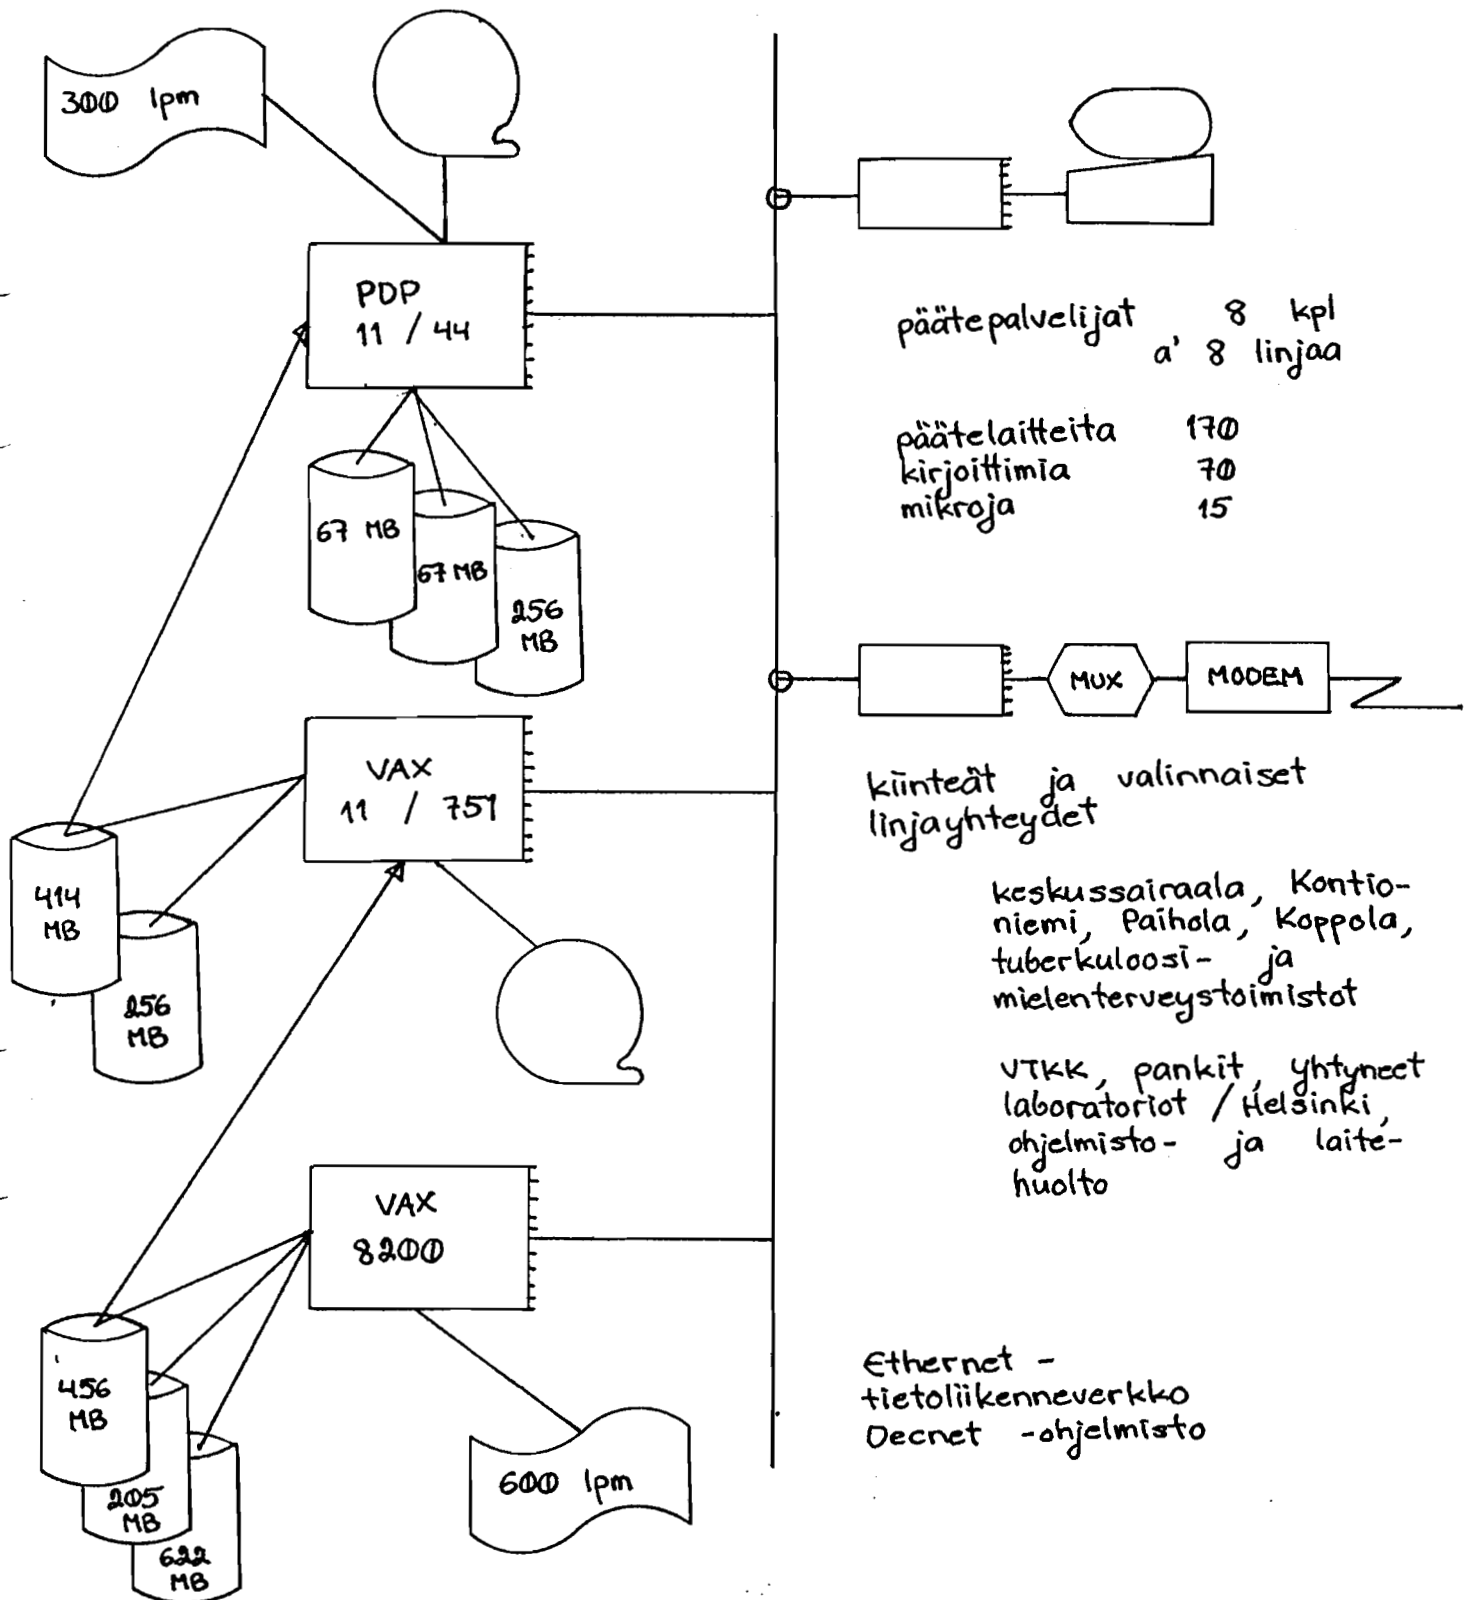 300 lpm
PDP
11 / 44
67 MB
67 MB
256
MB
VAX
11 / 751
414
MB
256
MB
VAX
8200
456
MB
205
MB
622
MB
600 lpm
päätepalvelijat 8 kpl
a' 8 linjaa
päätelaitteita 170
kirjoittimia 70
mikroja 15
MUX
MODEM
kiinteät ja valinnaiset
linjayhteydet
keskussairaala, Kontio-
niemi, Paihola, Koppola,
tuberkuloosi- ja
mielenterveystoimistot
VTKK, pankit, yhtyneet
laboratoriot / Helsinki,
ohjelmisto- ja laite-
huolto
Ethernet -
tietoliikenneverkko
Decnet -ohjelmisto